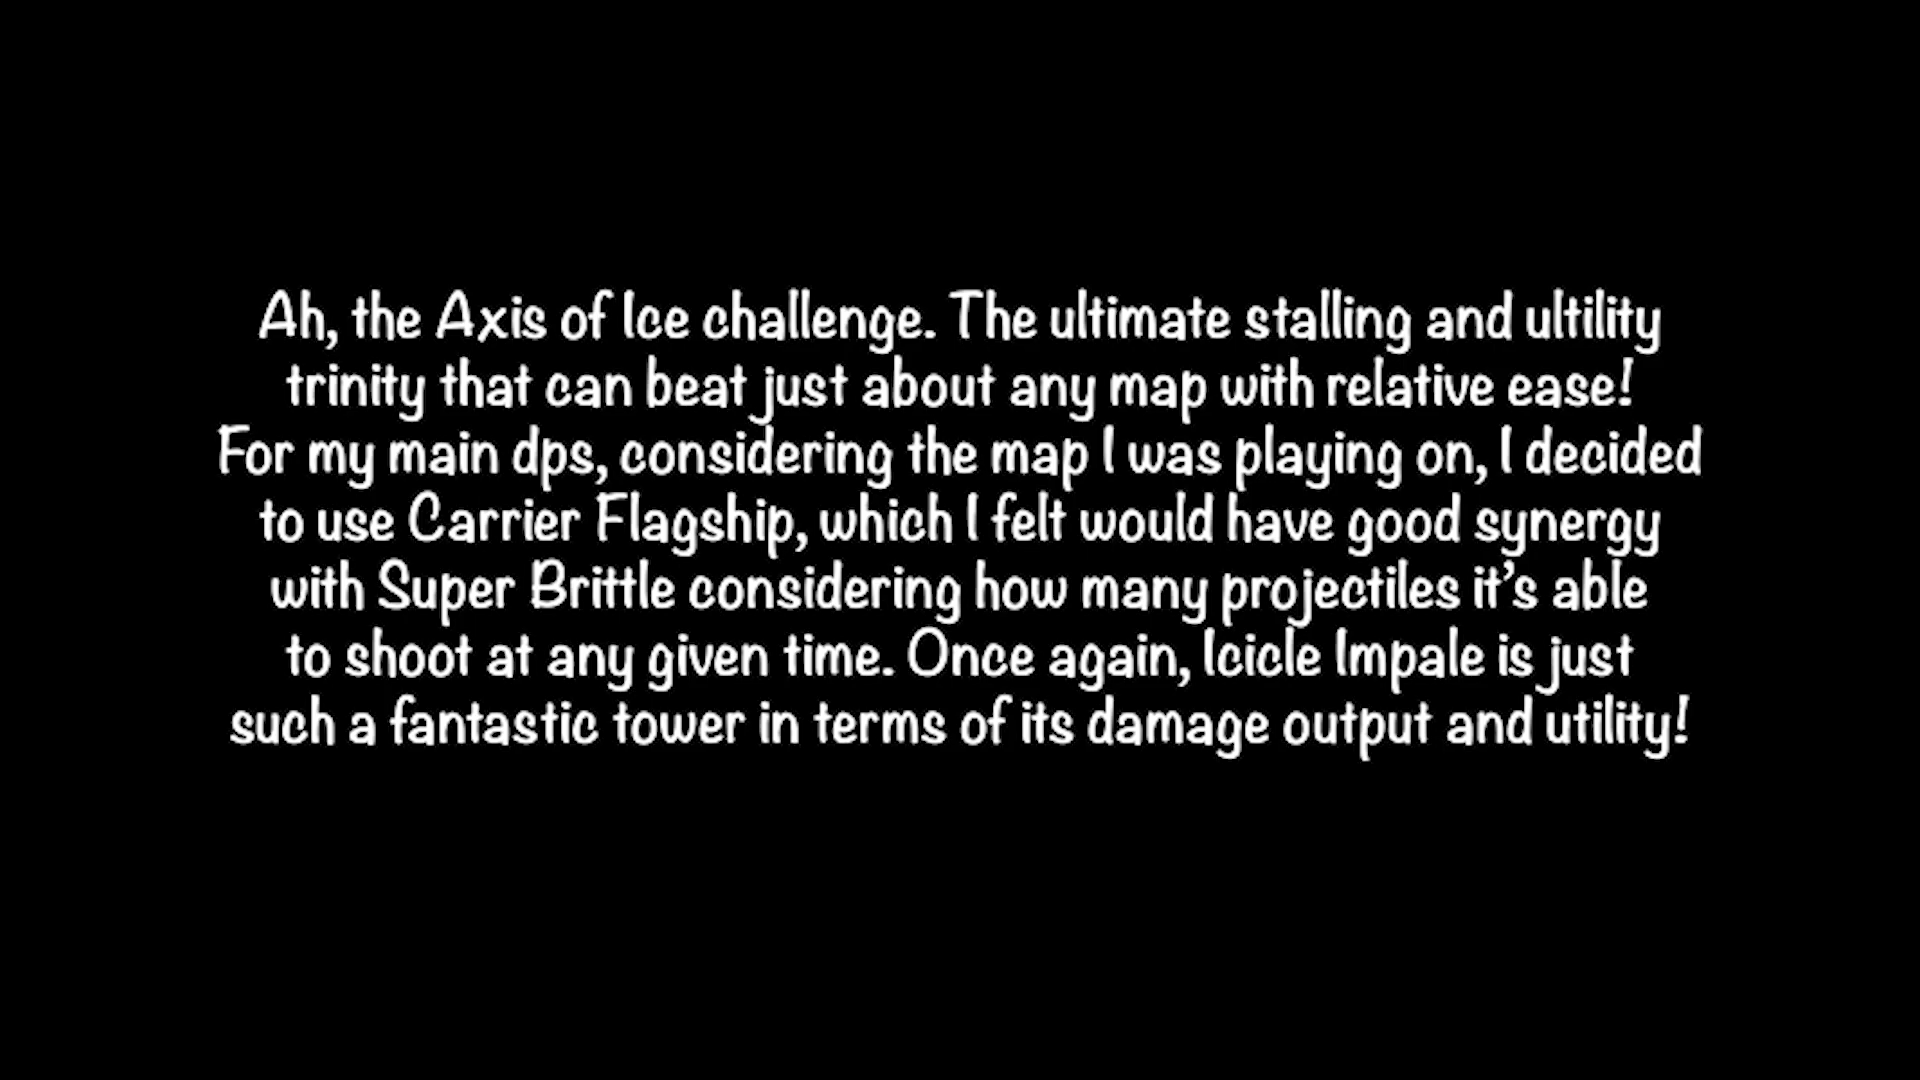 Ah, the Axis of Ice challenge. The ultimate stalling and ultility
trinity that can beat just about any map with relative ease!
For my main dps, considering the map I was playing on, I decided
to use Carrier Flagship, which I felt would have good synergy
with Super Brittle considering how many projectiles it’s able
to shoot at any given time. Once again, Icicle Impale is just
such a fantastic tower in terms of its damage output and utility!